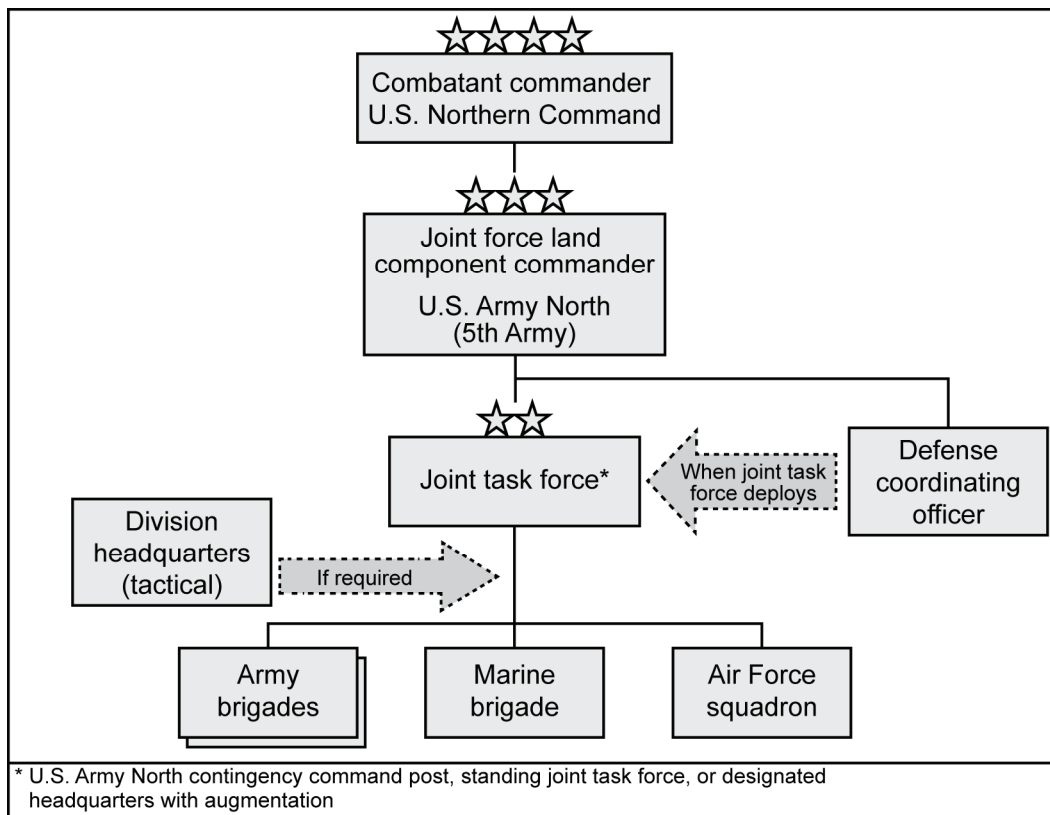 Combatant commander
U.S. Northern Command
Joint force land
component commander
U.S. Army North
(5th Army)
Joint task force*
When joint task
force deploys
Defense
coordinating
officer
Division
headquarters
(tactical)
If required
Army
brigades
Marine
brigade
Air Force
squadron
* U.S. Army North contingency command post, standing joint task force, or designated
headquarters with augmentation